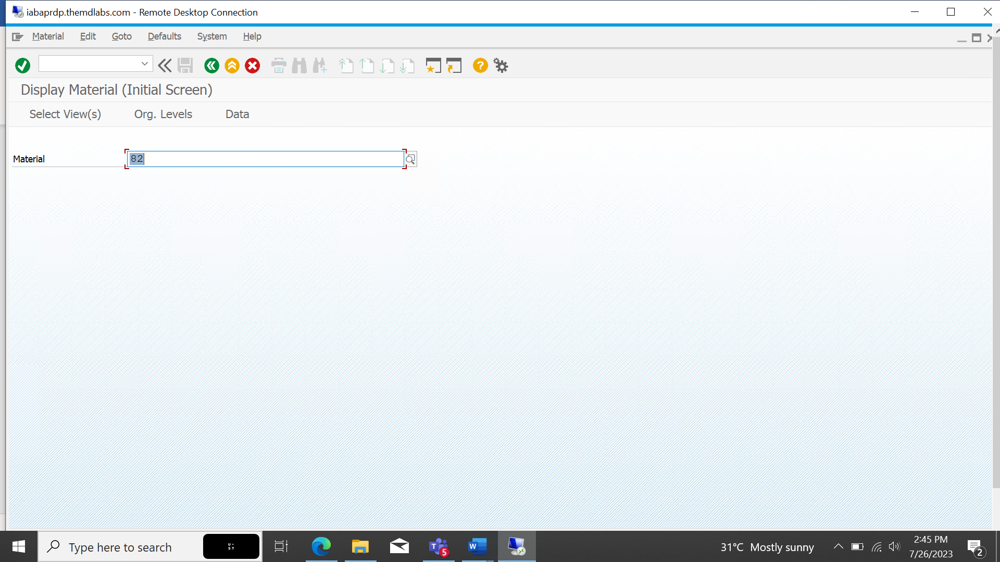 iabaprdp.themdlabs.com - Remote Desktop Connection
Material Edit Goto Defaults System Help
Display Material (Initial Screen)
Select View(s) Org. Levels Data
Material 82
Type here to search
U ST
T 5
W
31°C Mostly sunny
2:45 PM
7/26/2023
2